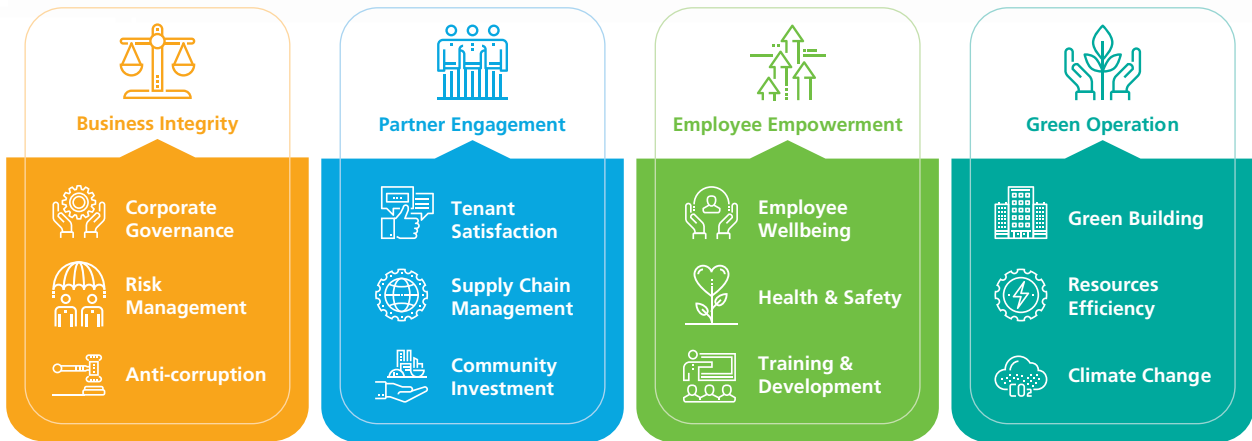 Business Integrity
Corporate
Governance
Risk
Management
Anti-corruption
Partner Engagement
Tenant
Satisfaction
Supply Chain
Management
Community
Investment
Employee Empowerment
Employee
Wellbeing
Health & Safety
Training &
Development
Green Operation
Green Building
Resources
Efficiency
CO2
Climate Change